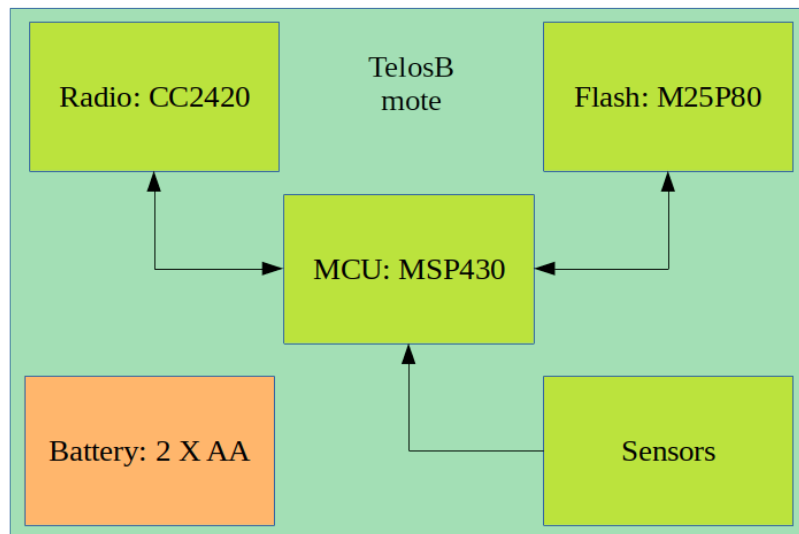 Radio: CC2420
TelosB
mote
Flash: M25P80
MCU: MSP430
Battery: 2 X AA
Sensors